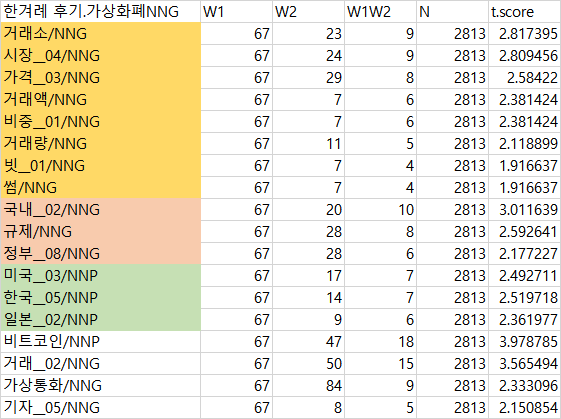 한겨레 후기.가상화폐NNG W1 W2 W1W2 N t.score
거래소/NNG 67 23 9 2813 2.817395
시장__04/NNG 67 24 9 2813 2.809456
가격__03/NNG 67 29 8 2813 2.58422
거래액/NNG 67 7 6 2813 2.381424
비중__01/NNG 67 7 6 2813 2.381424
거래량/NNG 67 11 5 2813 2.118899
빗__01/NNG 67 7 4 2813 1.916637
썸/NNG 67 7 4 2813 1.916637
국내__02/NNG 67 20 10 2813 3.011639
규제/NNG 67 28 8 2813 2.592641
정부__08/NNG 67 28 6 2813 2.177227
미국__03/NNP 67 17 7 2813 2.492711
한국__05/NNP 67 14 7 2813 2.519718
일본__02/NNP 67 9 6 2813 2.361977
비트코인/NNP 67 47 18 2813 3.978785
거래__02/NNG 67 50 15 2813 3.565494
가상통화/NNG 67 84 9 2813 2.333096
기자__05/NNG 67 8 5 2813 2.150854